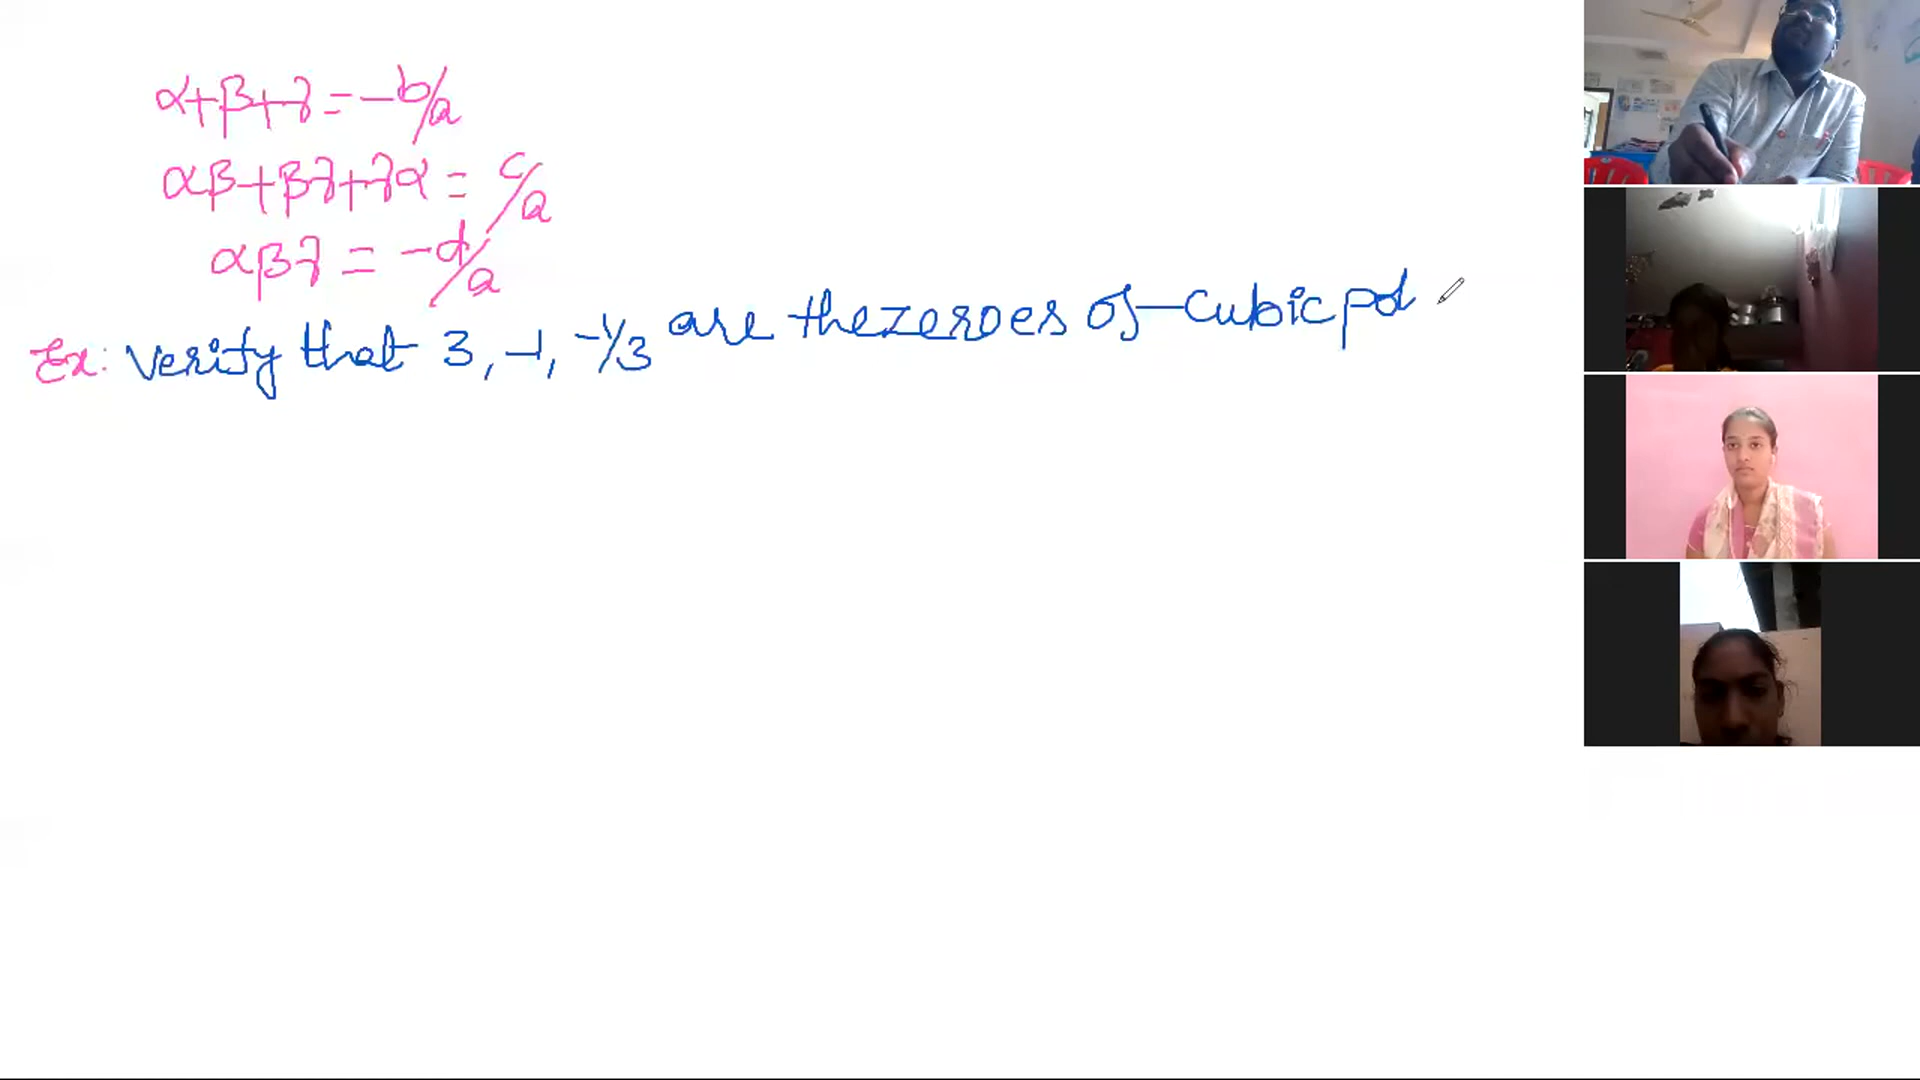 α+β+γ = -b/a
αβ+βγ+γα = c/a
αβγ = -d/a
Ex: Verify that 3, -1, -1/3 are the zeroes of cubic pol